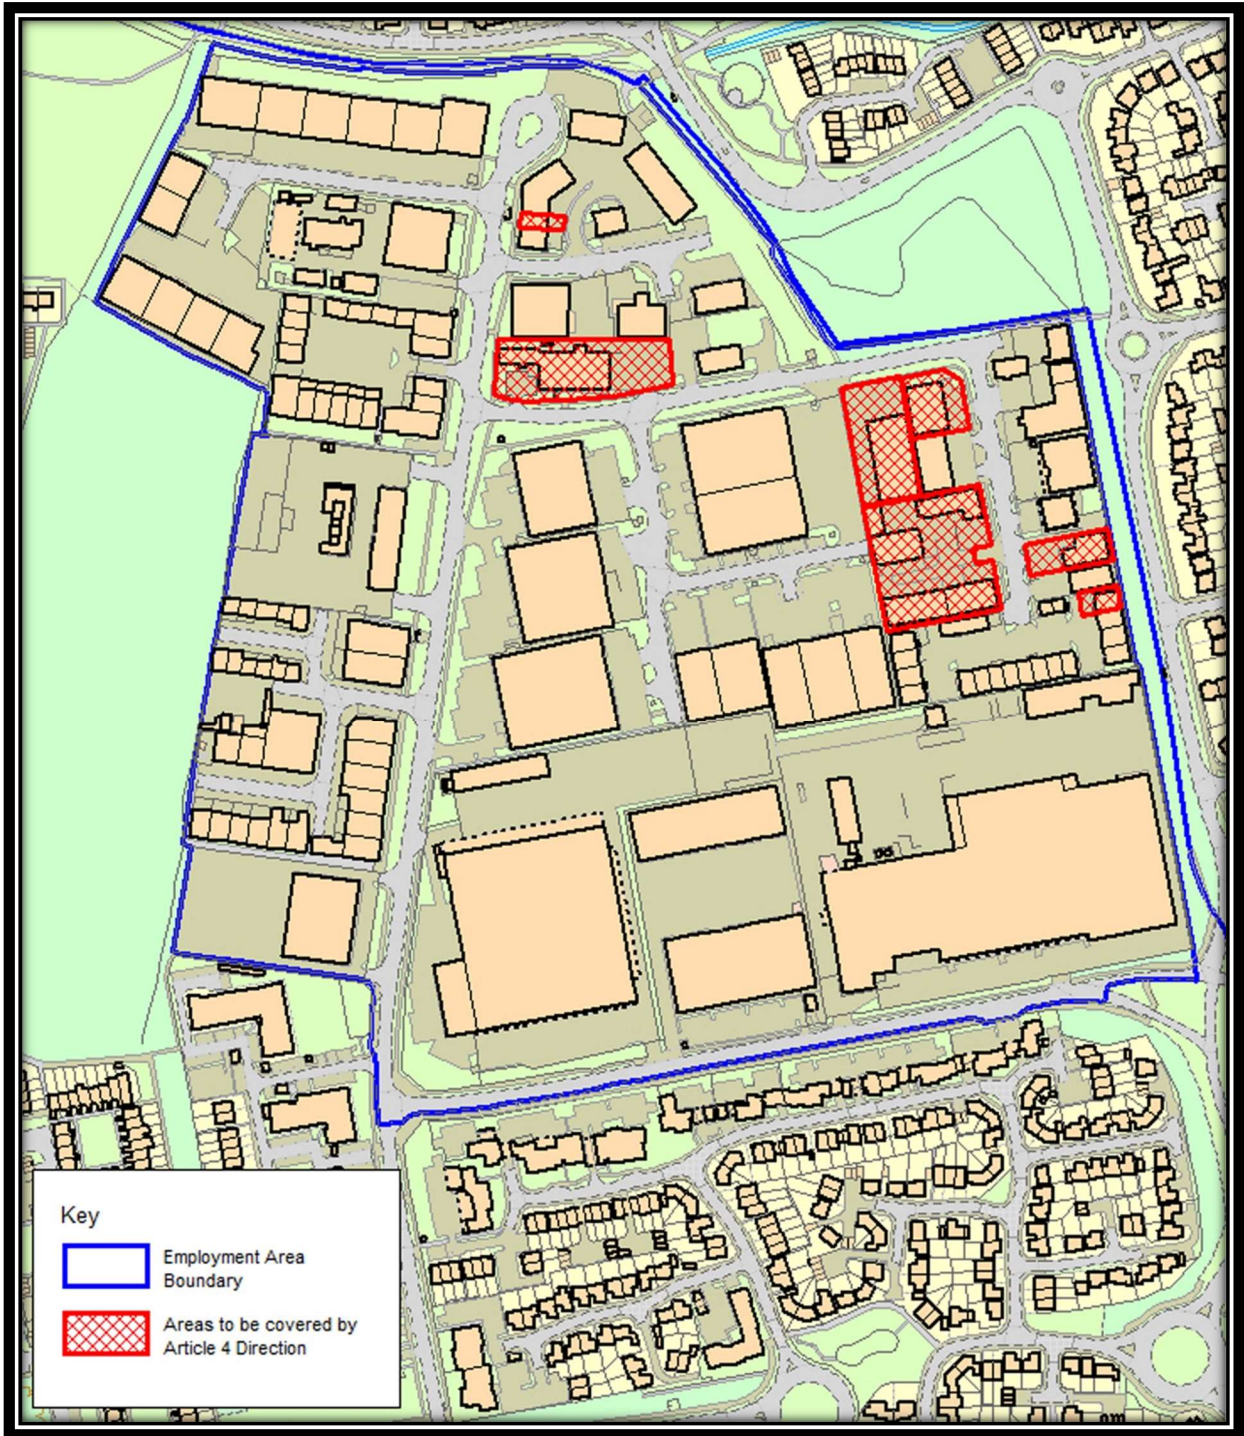 Key
Employment Area
Boundary
Areas to be covered by
Article 4 Direction